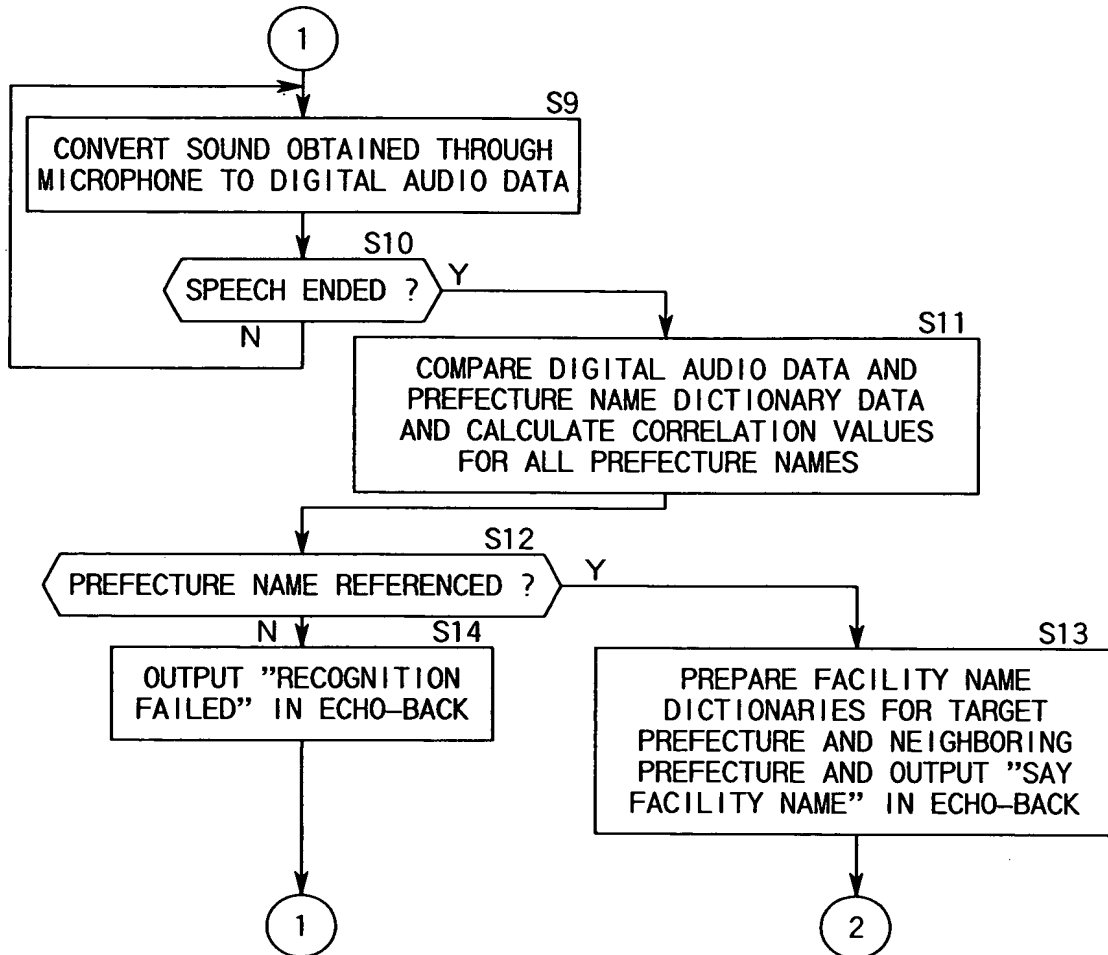 1
S9
CONVERT SOUND OBTAINED THROUGH
MICROPHONE TO DIGITAL AUDIO DATA
S10
SPEECH ENDED ?
Y
N
S11
COMPARE DIGITAL AUDIO DATA AND
PREFECTURE NAME DICTIONARY DATA
AND CALCULATE CORRELATION VALUES
FOR ALL PREFECTURE NAMES
S12
PREFECTURE NAME REFERENCED ?
Y
N
S14
OUTPUT ”RECOGNITION
FAILED” IN ECHO–BACK
S13
PREPARE FACILITY NAME
DICTIONARIES FOR TARGET
PREFECTURE AND NEIGHBORING
PREFECTURE AND OUTPUT ”SAY
FACILITY NAME” IN ECHO–BACK
1
2